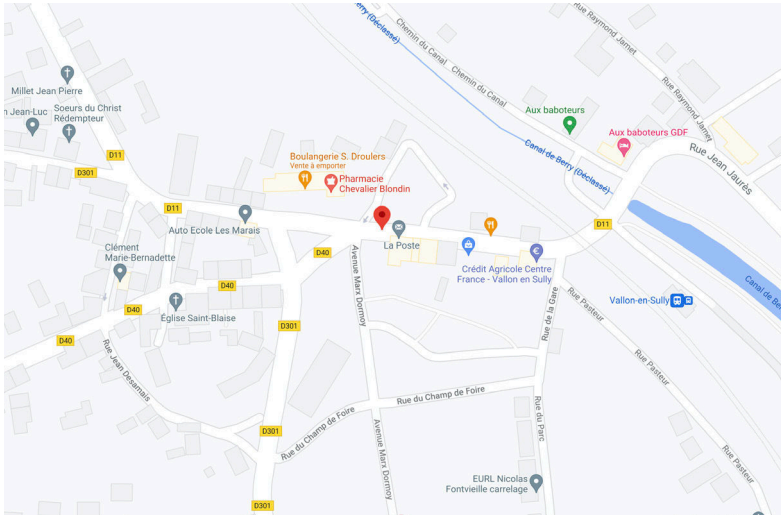 Berry (Déclassé)
Chemin du Canal
Chemin du Canal
Rue Raymond Jamet
Rue Raymond Jamet
Millet Jean Pierre
n Jean-Luc
Soeurs du Christ
Rédempteur
Aux baboteurs
Aux baboteurs GDF
Canal de Berry (Déclassé)
Rue Jean Jaurès
D11
D301
Boulangerie S. Droulers
Vente à emporter
Pharmacie
Chevalier Blondin
D11
Auto Ecole Les Marais
La Poste
D11
D40
Clément
Marie-Bernadette
Crédit Agricole Centre
France - Vallon en Sully
Canal de Ber
D40
Avenue Marx Dormoy
Vallon-en-Sully
Église Saint-Blaise
D301
Rue de la Gare
Rue Pasteur
D40
Rue Pasteur
Rue Jean Desamais
Rue du Champ de Foire
Rue du Champ de Foire
Rue du Parc
D301
Avenue Marx Dormoy
Rue Pasteur
EURL Nicolas
Fontvieille carrelage
D301